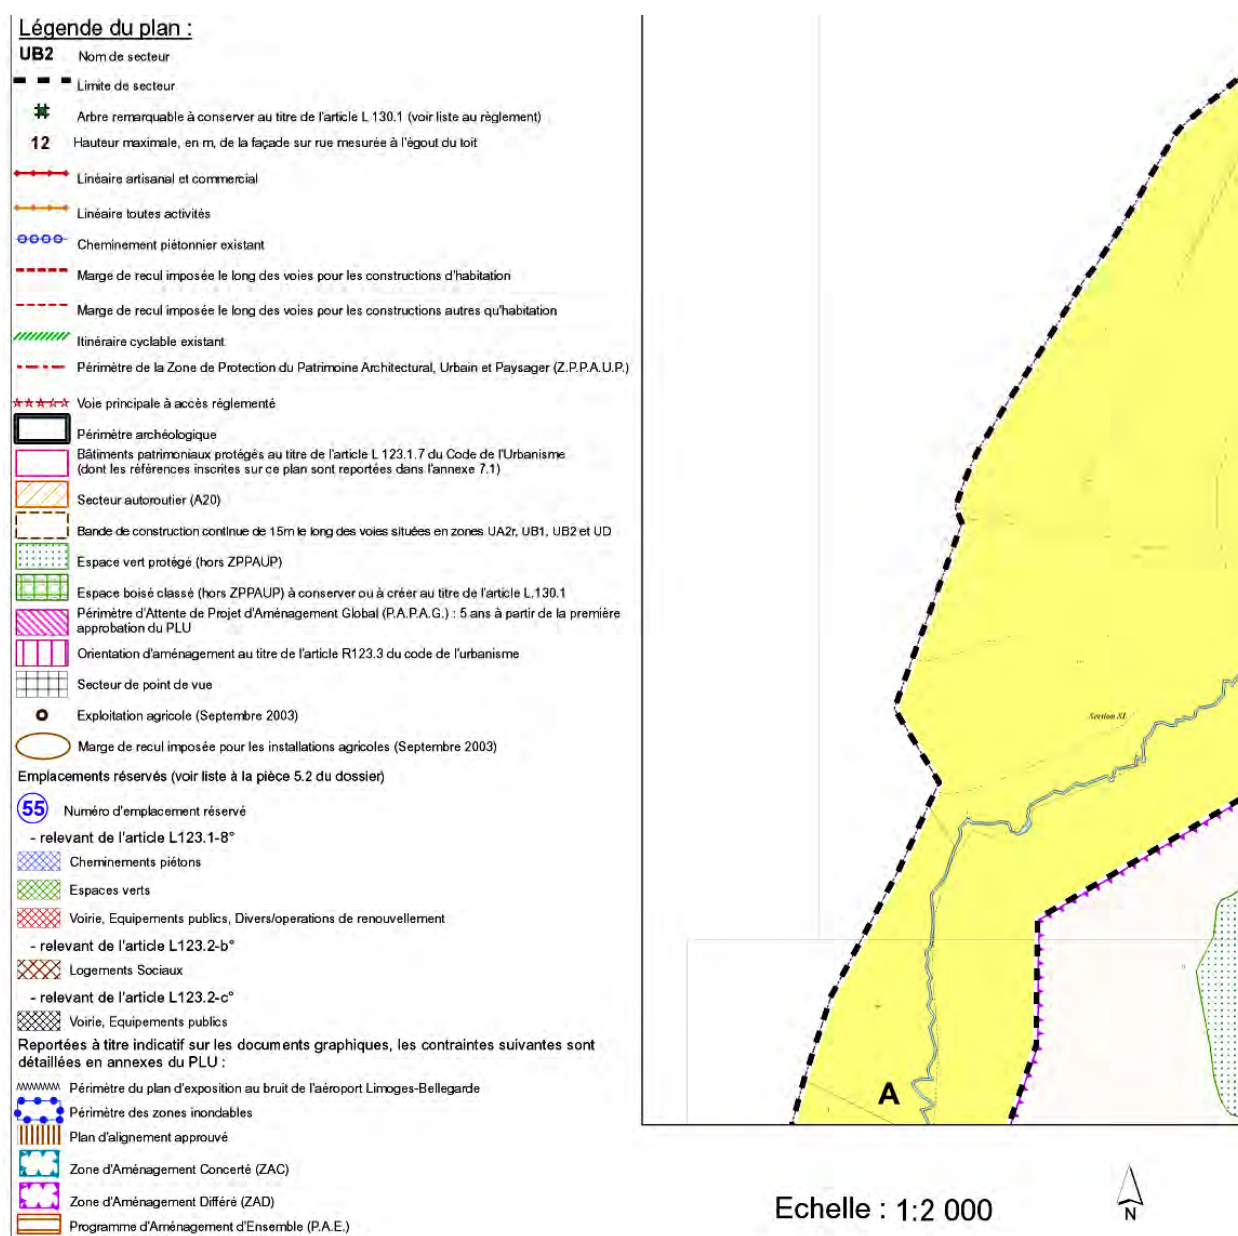 Légende du plan :
UB2 Nom de secteur
Limite de secteur
Arbre remarquable à conserver au titre de l'article L 130.1 (voir liste au règlement)
12 Hauteur maximale, en m, de la façade sur rue mesurée à l'égout du toit
Linéaire artisanal et commercial
Linéaire toutes activités
Cheminement piétonnier existant
Marge de recul imposée le long des voies pour les constructions d'habitation
Marge de recul imposée le long des voies pour les constructions autres qu'habitation
Itinéraire cyclable existant
Périmètre de la Zone de Protection du Patrimoine Architectural, Urbain et Paysager (Z.P.P.A.U.P.)
Voie principale à accès réglementé
Périmètre archéologique
Bâtiments patrimoniaux protégés au titre de l'article L 123.1.7 du Code de l'Urbanisme
(dont les références inscrites sur ce plan sont reportées dans l'annexe 7.1)
Secteur autoroutier (A20)
Bande de construction continue de 15m le long des voies situées en zones UA2r, UB1, UB2 et UD
Espace vert protégé (hors ZPPAUP)
Espace boisé classé (hors ZPPAUP) à conserver ou à créer au titre de l'article L.130.1
Périmètre d'Attente de Projet d'Aménagement Global (P.A.P.A.G.) : 5 ans à partir de la première
approbation du PLU
Orientation d'aménagement au titre de l'article R123.3 du code de l'urbanisme
Secteur de point de vue
Exploitation agricole (Septembre 2003)
Marge de recul imposée pour les installations agricoles (Septembre 2003)
Emplacements réservés (voir liste à la pièce 5.2 du dossier)
55 Numéro d'emplacement réservé
- relevant de l'article L123.1-8°
Cheminements piétons
Espaces verts
Voirie, Equipements publics, Divers/operations de renouvellement
- relevant de l'article L123.2-b°
Logements Sociaux
- relevant de l'article L123.2-c°
Voirie, Equipements publics
Reportées à titre indicatif sur les documents graphiques, les contraintes suivantes sont
détaillées en annexes du PLU :
Périmètre du plan d'exposition au bruit de l'aéroport Limoges-Bellegarde
Périmètre des zones inondables
Plan d'alignement approuvé
Zone d'Aménagement Concerté (ZAC)
Zone d'Aménagement Différé (ZAD)
Programme d'Aménagement d'Ensemble (P.A.E.)
Section SI
A
Echelle : 1:2 000
N